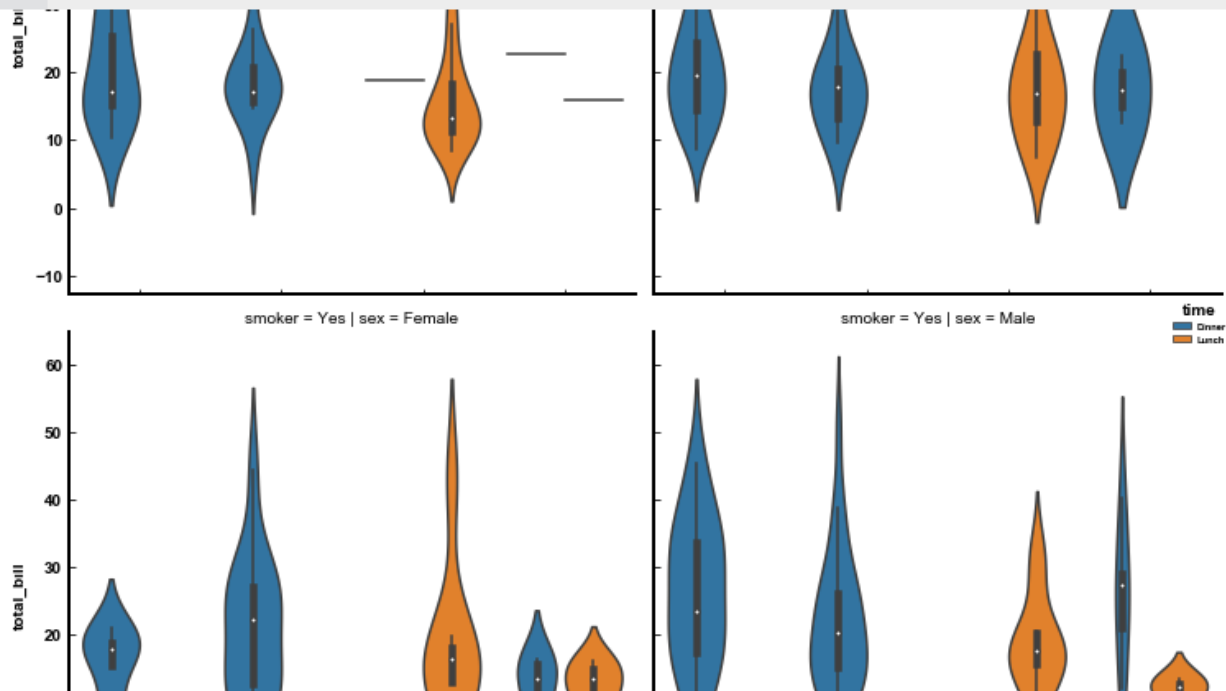 total_bi
20
10
0
−10
smoker = Yes | sex = Female
smoker = Yes | sex = Male
time
Dinner
Lunch
60
50
40
30
20
total_bill